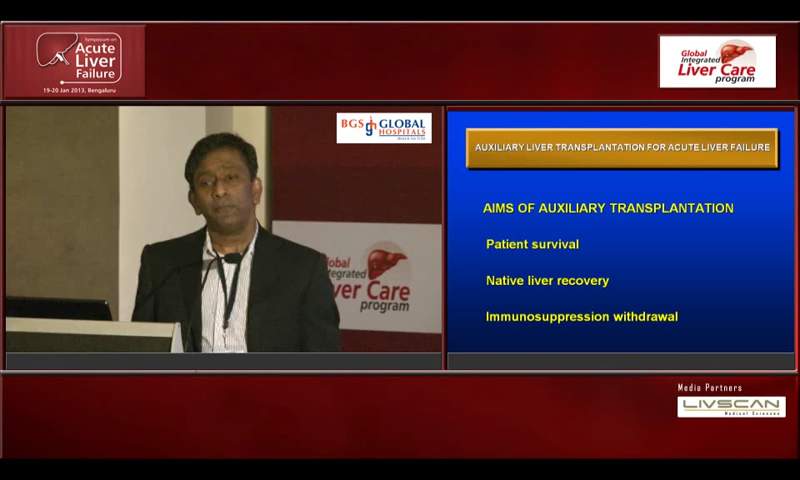 Symposium on
Acute
Liver
Failure
19-20 Jan 2013, Bengaluru
Global
Integrated
Liver Care
program
BGS GLOBAL
HOSPITALS
Global
Integrated
Liver Care
program
AUXILIARY LIVER TRANSPLANTATION FOR ACUTE LIVER FAILURE
AIMS OF AUXILIARY TRANSPLANTATION
Patient survival
Native liver recovery
Immunosuppression withdrawal
Media Partners
LIVSCAN
Medical Sciences